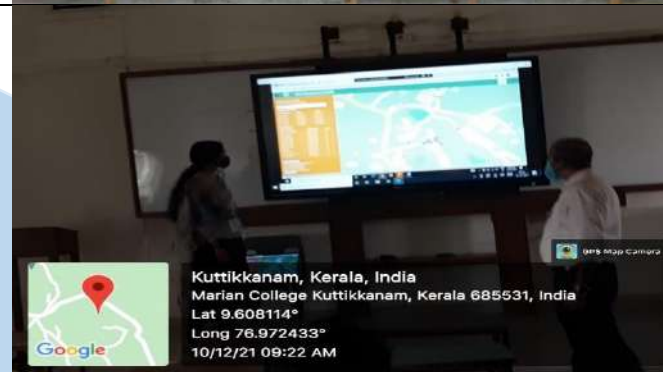 GPS Map Camera
Kuttikkanam, Kerala, India
Marian College Kuttikkanam, Kerala 685531, India
Lat 9.608114°
Long 76.972433°
10/12/21 09:22 AM
Google